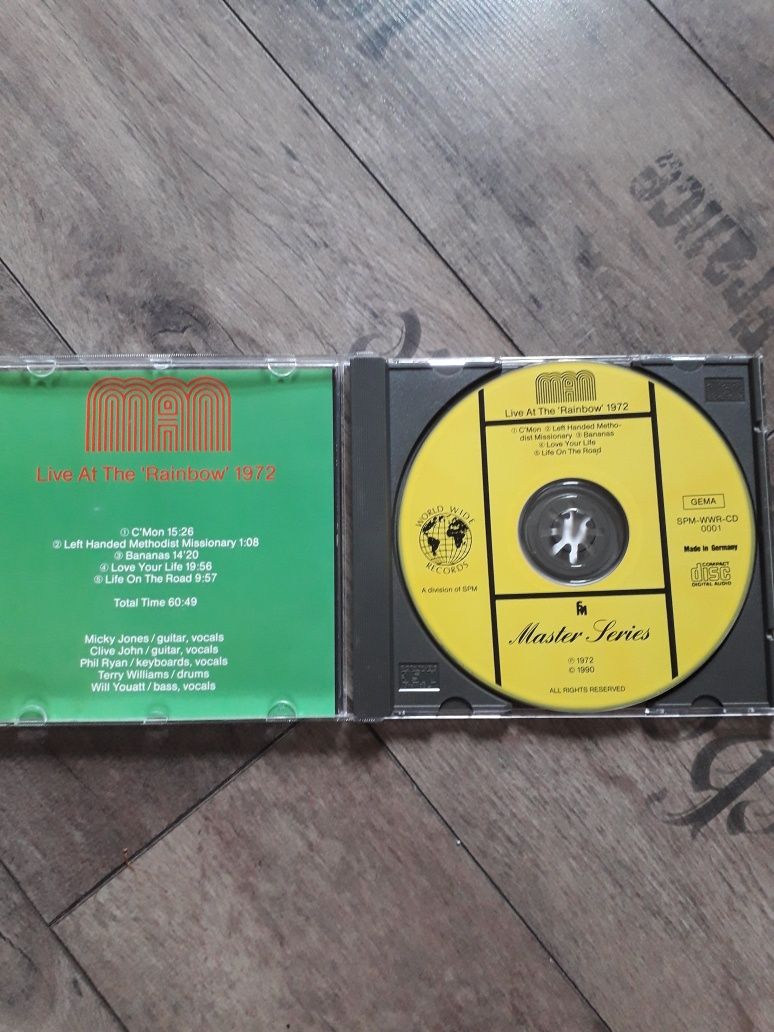 man
Live At The 'Rainbow' 1972
① C'Mon 15:26
② Left Handed Methodist Missionary 1:08
③ Bananas 14'20
④ Love Your Life 19:56
⑤ Life On The Road 9:57
Total Time 60:49
Micky Jones / guitar, vocals
Clive John / guitar, vocals
Phil Ryan / keyboards, vocals
Terry Williams / drums
Will Youatt / bass, vocals
man
Live At The 'Rainbow' 1972
① C'Mon ② Left Handed Metho-
dist Missionary ③ Bananas
④ Love Your Life
⑤ Life On The Road
WORLD WIDE
RECORDS
A division of SPM
GEMA
SPM-WWR-CD
0001
Made in Germany
COMPACT
disc
DIGITAL AUDIO
Master Series
℗ 1972
© 1990
ALL RIGHTS RESERVED